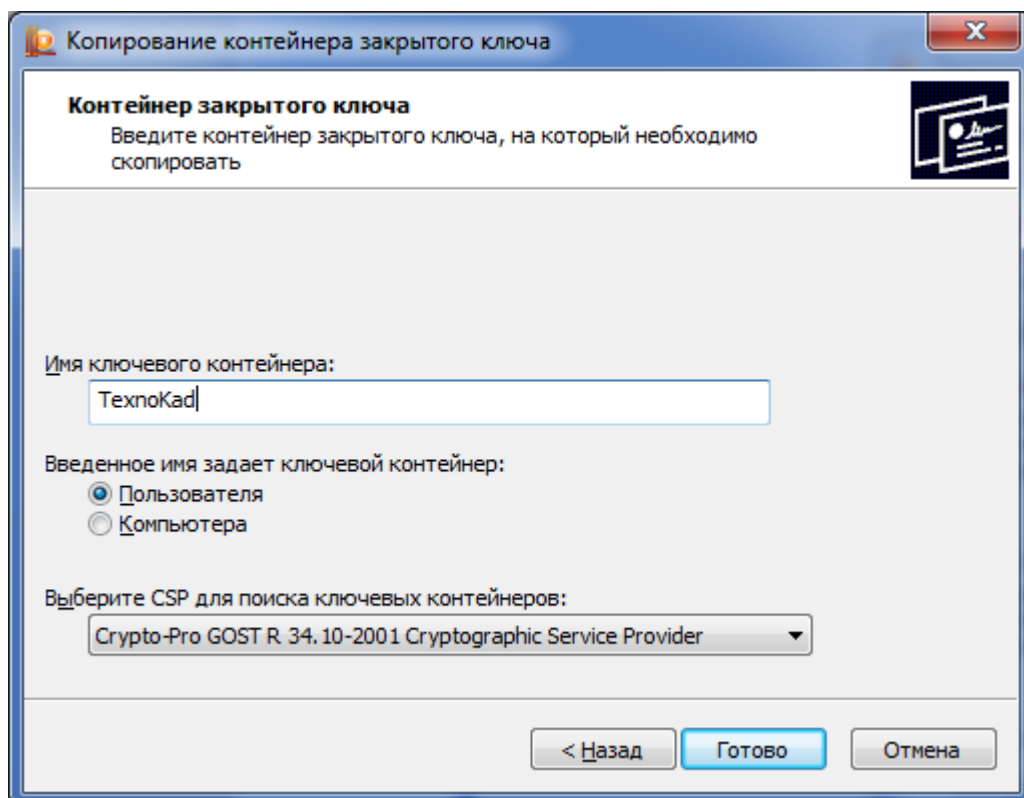 Копирование контейнера закрытого ключа
Контейнер закрытого ключа
Введите контейнер закрытого ключа, на который необходимо
скопировать
Имя ключевого контейнера:
TexnoKad
Введенное имя задает ключевой контейнер:
Пользователя
Компьютера
Выберите CSP для поиска ключевых контейнеров:
Crypto-Pro GOST R 34.10-2001 Cryptographic Service Provider
< Назад Готово Отмена